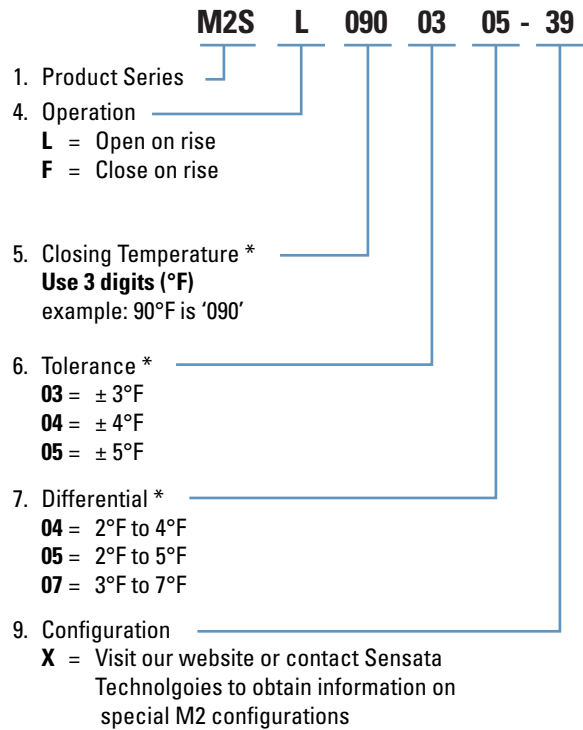 M2S L 090 03 05 - 39
1. Product Series
4. Operation
L = Open on rise
F = Close on rise
5. Closing Temperature *
Use 3 digits (°F)
example: 90°F is ‘090’
6. Tolerance *
03 = ± 3°F
04 = ± 4°F
05 = ± 5°F
7. Differential *
04 = 2°F to 4°F
05 = 2°F to 5°F
07 = 3°F to 7°F
9. Configuration
X = Visit our website or contact Sensata
Technolgoies to obtain information on
special M2 configurations